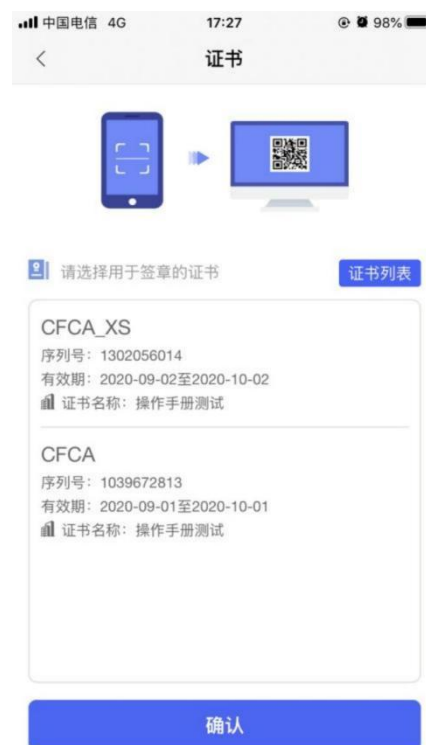 中国电信 4G 17:27 98%
证书
请选择用于签章的证书 证书列表
CFCA_XS
序列号：1302056014
有效期：2020-09-02至2020-10-02
证书名称：操作手册测试
CFCA
序列号：1039672813
有效期：2020-09-01至2020-10-01
证书名称：操作手册测试
确认